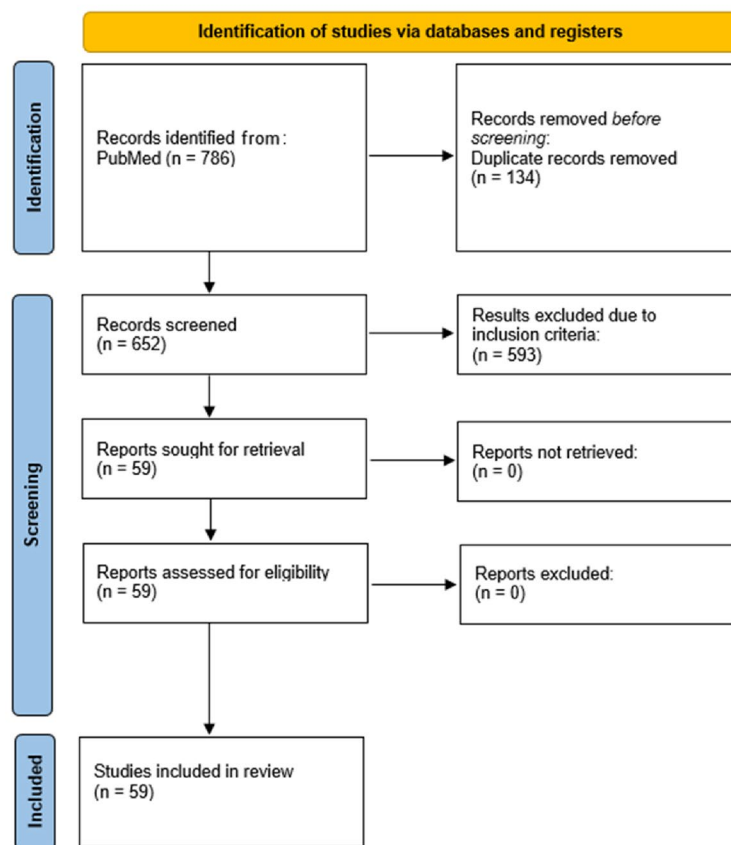 Identification of studies via databases and registers
Identification
Records identified from:
PubMed (n = 786)
Records removed before
screening:
Duplicate records removed
(n = 134)
Screening
Records screened
(n = 652)
Results excluded due to
inclusion criteria:
(n = 593)
Reports sought for retrieval
(n = 59)
Reports not retrieved:
(n = 0)
Reports assessed for eligibility
(n = 59)
Reports excluded:
(n = 0)
Included
Studies included in review
(n = 59)